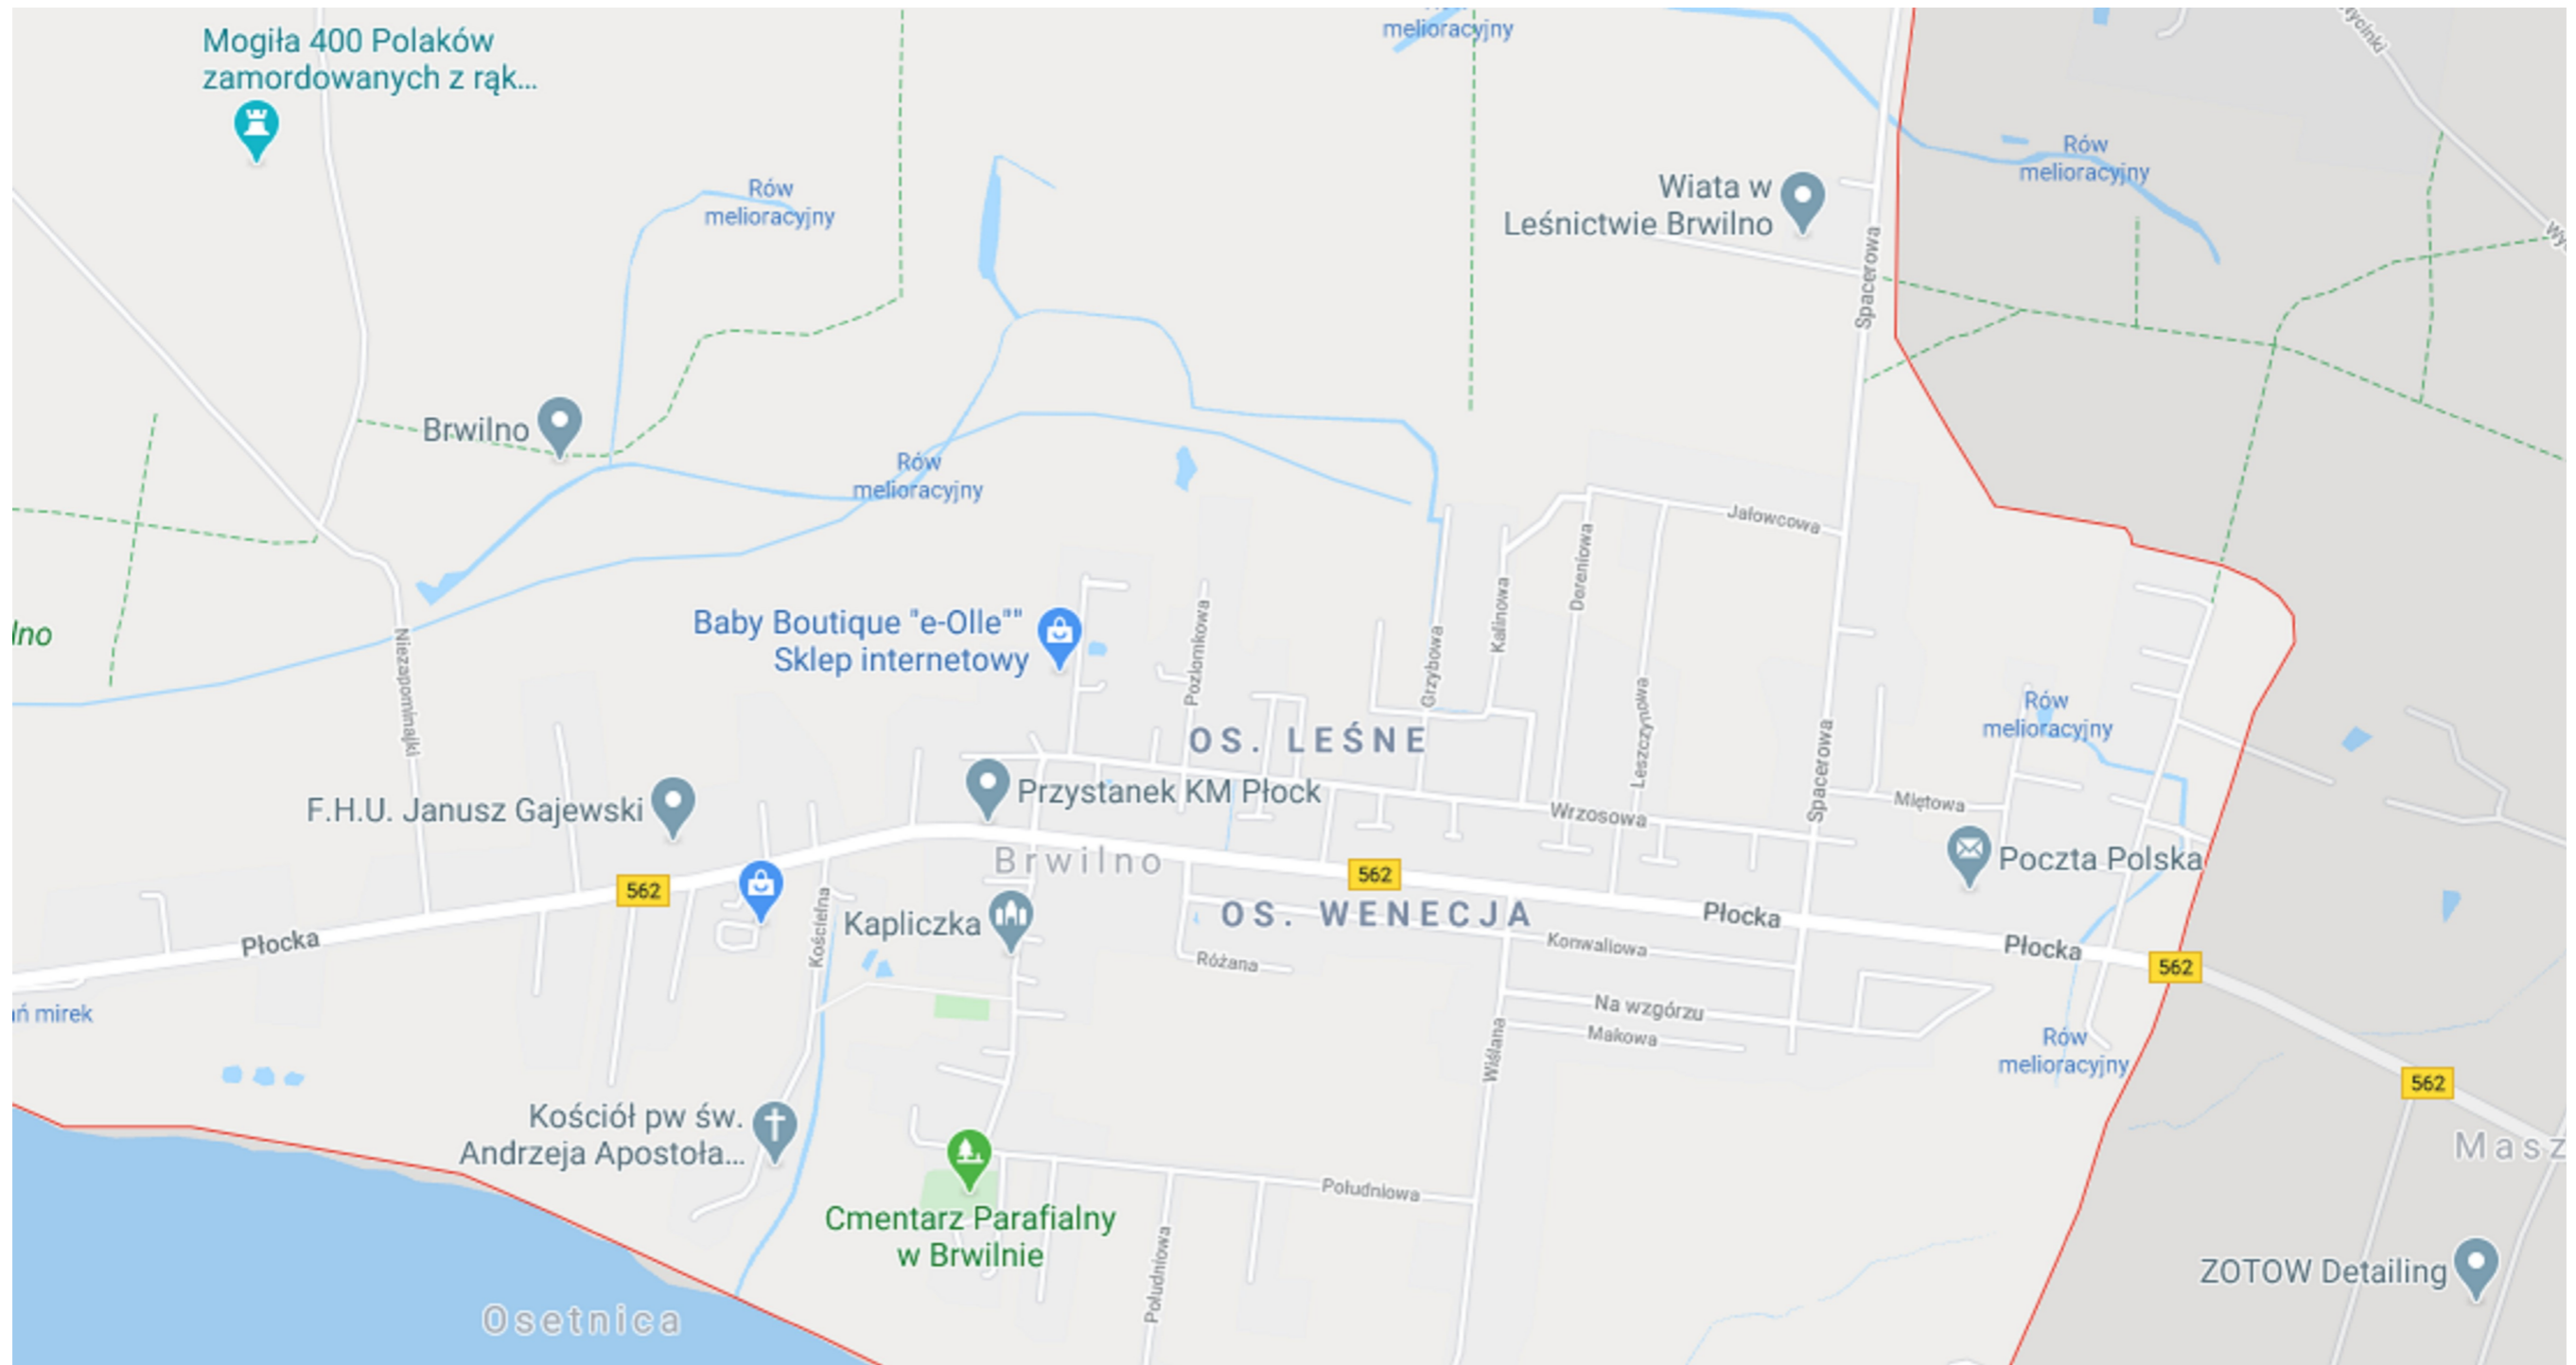 Mogiła 400 Polaków
zamordowanych z rąk...
melioracyjny
Wycinki
Rów
melioracyjny
Rów
melioracyjny
Wiata w
Leśnictwie Brwilno
Spacerowa
Brwilno
Rów
melioracyjny
Jałowcowa
Dereniowa
Kalinowa
Poziomkowa
Grzybowa
lno
Niezapominajki
Baby Boutique "e-Olle""
Sklep internetowy
Leszczynowa
Spacerowa
Rów
melioracyjny
OS. LEŚNE
Przystanek KM Płock
F.H.U. Janusz Gajewski
Wrzosowa
Miętowa
Poczta Polska
Brwilno
562
562
OS. WENECJA
Płocka
Płocka
Płocka
Kościelna
Kapliczka
Konwaliowa
Różana
562
Na wzgórzu
Makowa
ń mirek
Wiślana
Rów
melioracyjny
562
Kościół pw św.
Andrzeja Apostoła...
Masz
Południowa
Cmentarz Parafialny
w Brwilnie
Południowa
ZOTOW Detailing
Osetnica